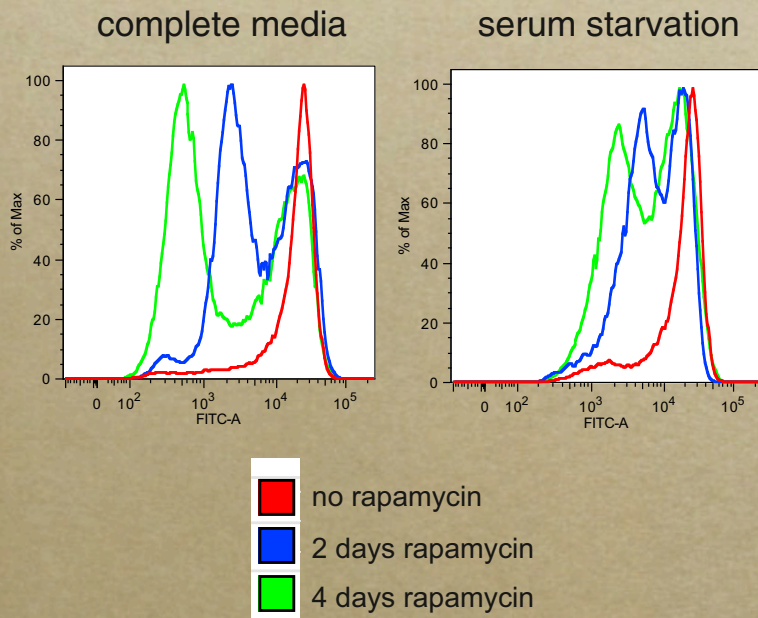 complete media
serum starvation
100
80
60
40
20
0
% of Max
0 10² 10³ 10⁴ 10⁵
FITC-A
100
80
60
40
20
0
% of Max
0 10² 10³ 10⁴ 10⁵
FITC-A
no rapamycin
2 days rapamycin
4 days rapamycin